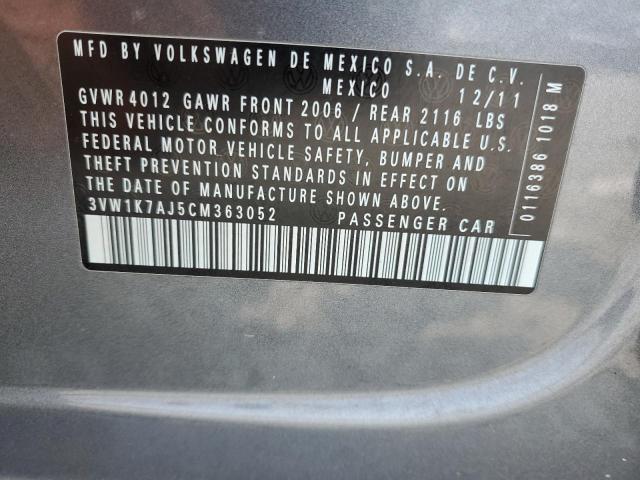 MFD BY VOLKSWAGEN DE MEXICO S.A. DE C.V.
MEXICO 12/11
GVWR 4012 GAWR FRONT 2006 / REAR 2116 LBS
THIS VEHICLE CONFORMS TO ALL APPLICABLE U.S.
FEDERAL MOTOR VEHICLE SAFETY, BUMPER AND
THEFT PREVENTION STANDARDS IN EFFECT ON
THE DATE OF MANUFACTURE SHOWN ABOVE.
3VW1K7AJ5CM363052 PASSENGER CAR
0116386 1018 M